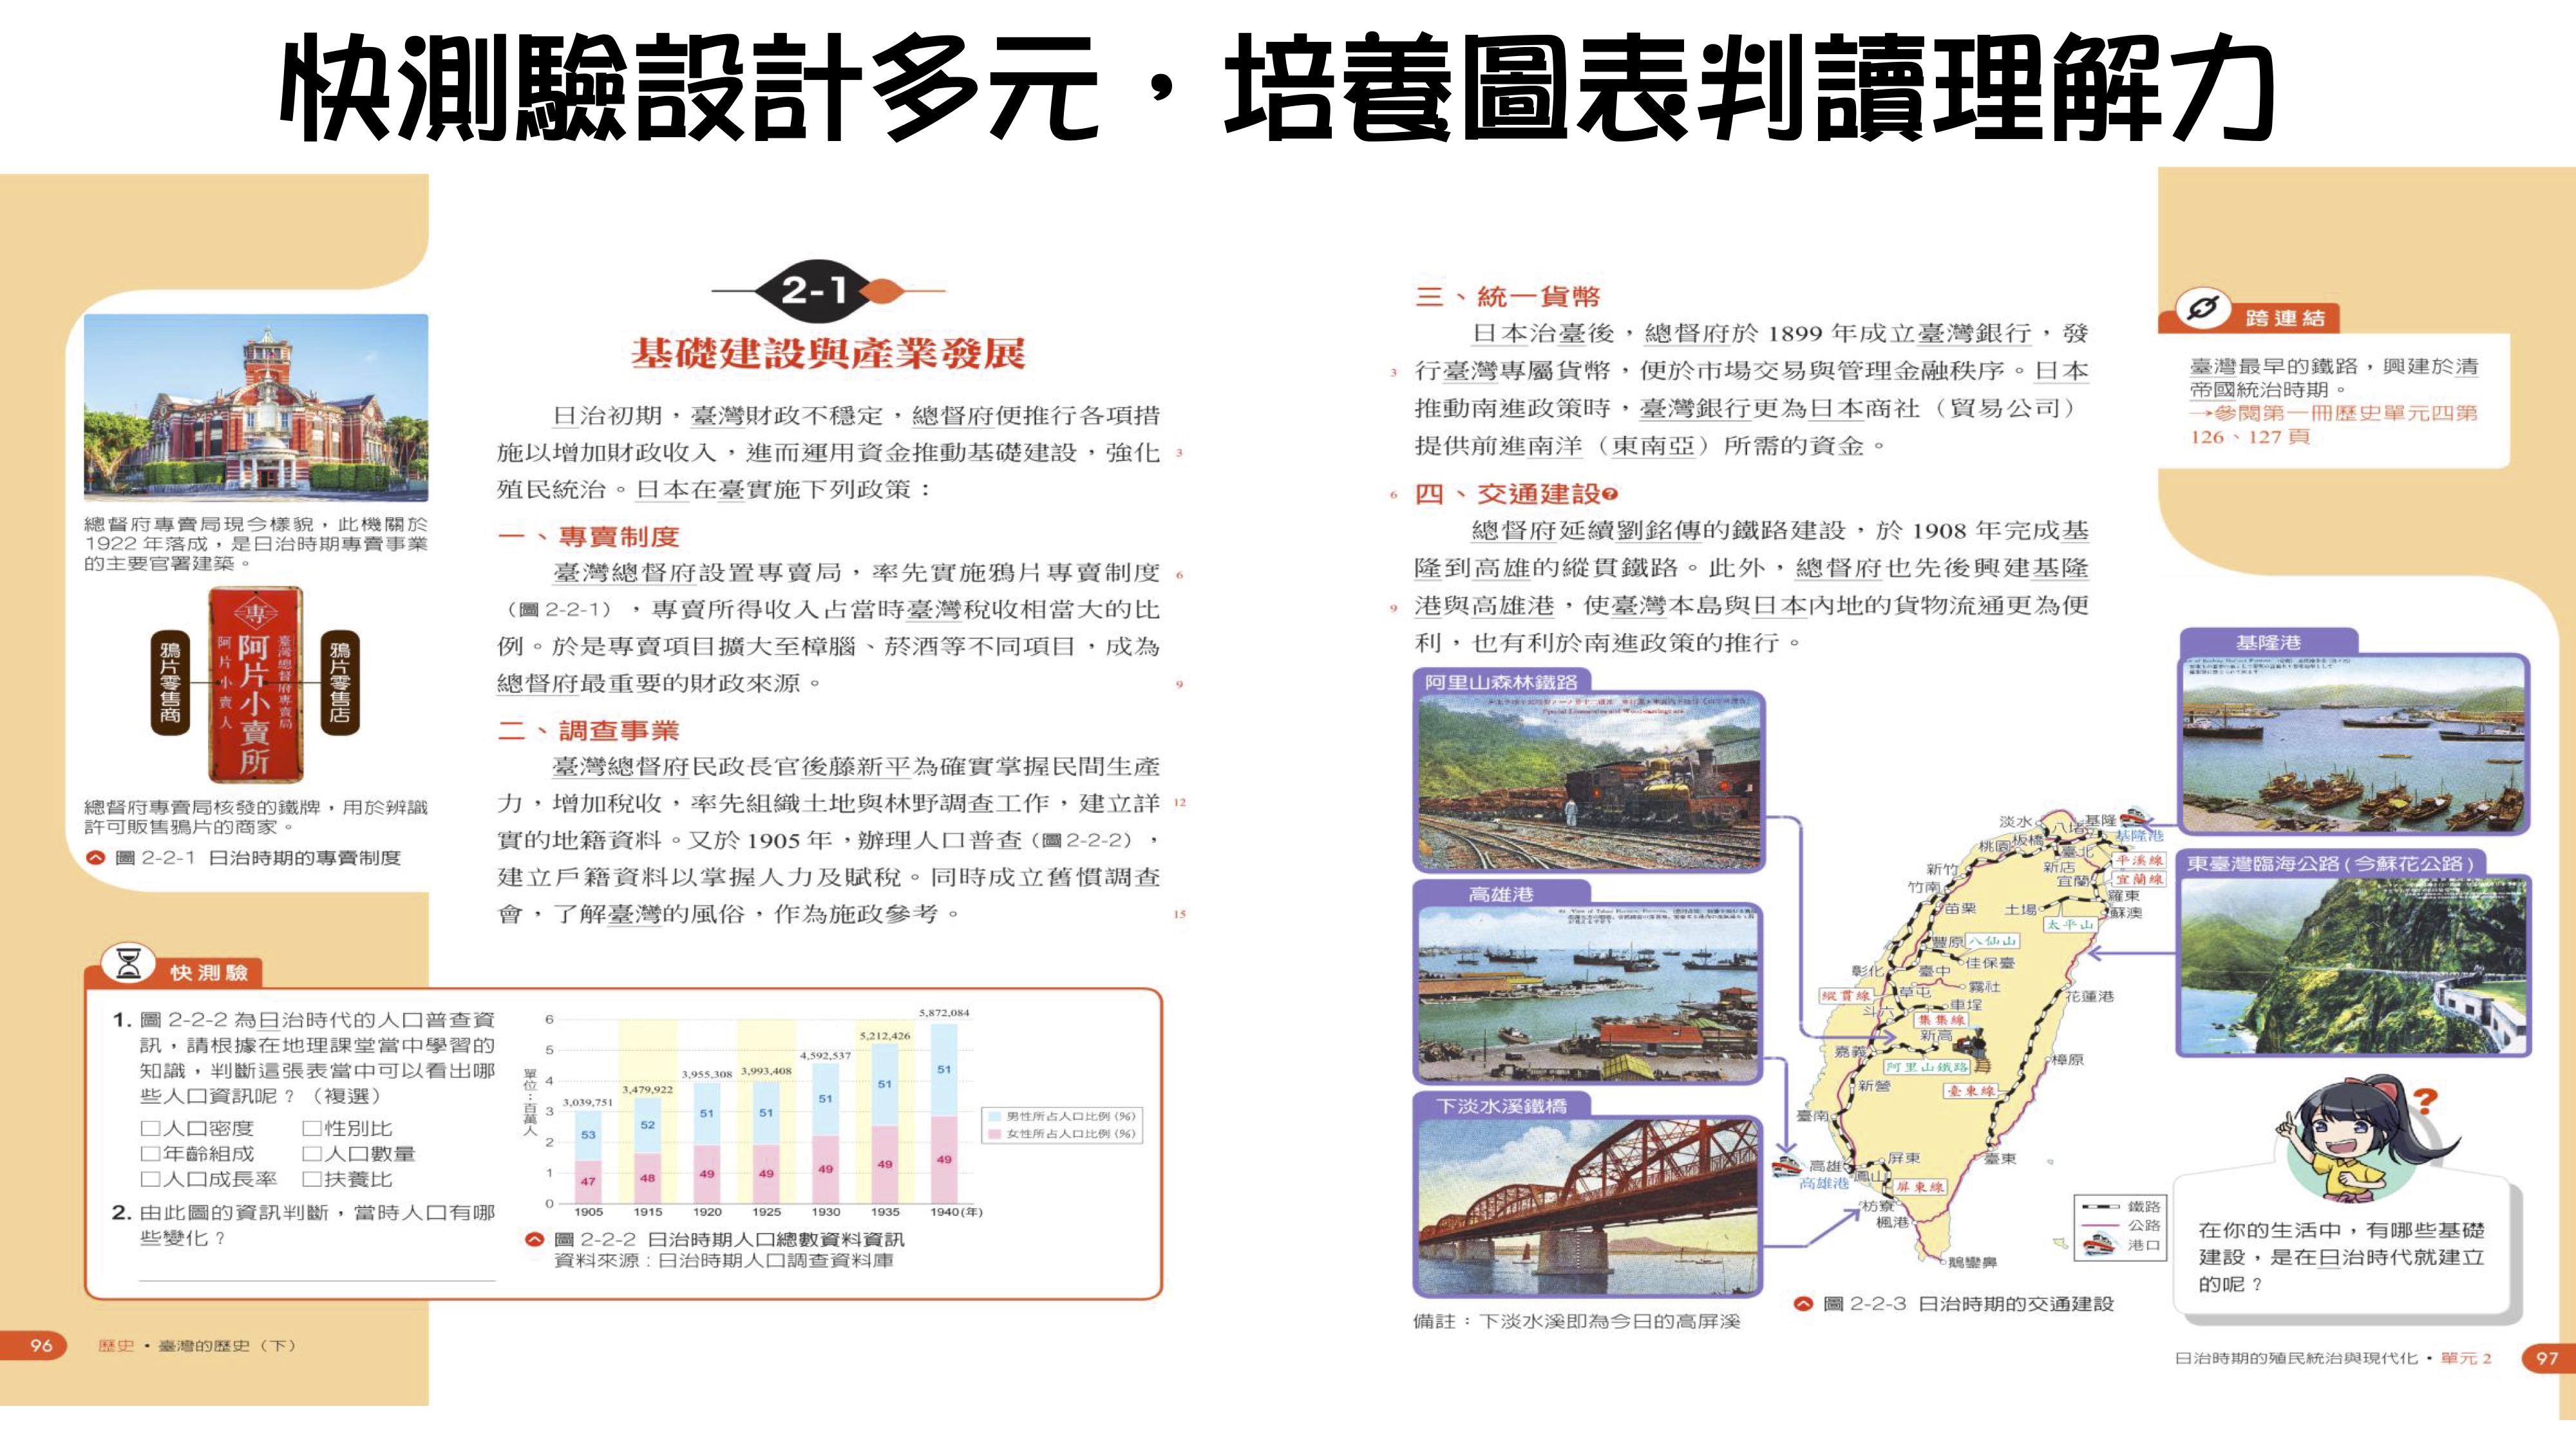 快測驗設計多元，培養圖表判讀理解力
總督府專賣局現今樣貌，此機關於
1922 年落成，是日治時期專賣事業
的主要官署建築。
鴉片零售商
專
臺灣總督府專賣局
阿片小賣所
阿片小賣人
鴉片零售店
總督府專賣局核發的鐵牌，用於辨識
許可販售鴉片的商家。
圖 2-2-1 日治時期的專賣制度
2-1
基礎建設與產業發展
日治初期，臺灣財政不穩定，總督府便推行各項措
施以增加財政收入，進而運用資金推動基礎建設，強化 3
殖民統治。日本在臺實施下列政策：
一、專賣制度
臺灣總督府設置專賣局，率先實施鴉片專賣制度 6
（圖 2-2-1），專賣所得收入占當時臺灣稅收相當大的比
例。於是專賣項目擴大至樟腦、菸酒等不同項目，成為
總督府最重要的財政來源。 9
二、調查事業
臺灣總督府民政長官後藤新平為確實掌握民間生產
力，增加稅收，率先組織土地與林野調查工作，建立詳 12
實的地籍資料。又於 1905 年，辦理人口普查（圖 2-2-2），
建立戶籍資料以掌握人力及賦稅。同時成立舊慣調查
會，了解臺灣的風俗，作為施政參考。 15
快測驗
1. 圖 2-2-2 為日治時代的人口普查資
訊，請根據在地理課堂當中學習的
知識，判斷這張表當中可以看出哪
些人口資訊呢？（複選）
□人口密度 □性別比
□年齡組成 □人口數量
□人口成長率 □扶養比
2. 由此圖的資訊判斷，當時人口有哪
些變化？
單位：百萬人
6
5
4
3
2
1
0
3,039,751
3,479,922
3,955,308
3,993,408
4,592,537
5,212,426
5,872,084
53
52
51
51
51
51
51
47
48
49
49
49
49
49
1905 1915 1920 1925 1930 1935 1940(年)
男性所占人口比例 (%)
女性所占人口比例 (%)
圖 2-2-2 日治時期人口總數資料資訊
資料來源：日治時期人口調查資料庫
96 歷史・臺灣的歷史（下）
三、統一貨幣
日本治臺後，總督府於 1899 年成立臺灣銀行，發
3 行臺灣專屬貨幣，便於市場交易與管理金融秩序。日本
推動南進政策時，臺灣銀行更為日本商社（貿易公司）
提供前進南洋（東南亞）所需的資金。
6 四、交通建設?
總督府延續劉銘傳的鐵路建設，於 1908 年完成基
隆到高雄的縱貫鐵路。此外，總督府也先後興建基隆
9 港與高雄港，使臺灣本島與日本內地的貨物流通更為便
利，也有利於南進政策的推行。
跨連結
臺灣最早的鐵路，興建於清
帝國統治時期。
→參閱第一冊歷史單元四第
126、127 頁
阿里山森林鐵路
高雄港
下淡水溪鐵橋
備註：下淡水溪即為今日的高屏溪
基隆港
東臺灣臨海公路(今蘇花公路)
淡水
八堵
基隆
基隆港
桃園
板橋
臺北
平溪線
新竹
新店
宜蘭
宜蘭線
竹南
羅東
苗栗
土場
蘇澳
太平山
豐原
八仙山
佳保臺
彰化
臺中
霧社
草屯
縱貫線
車埕
斗六
集集線
花蓮港
新高
嘉義
阿里山鐵路
樟原
新營
臺東線
臺南
高雄
屏東
臺東
高雄港
鳳山
屏東線
枋寮
楓港
鵝鑾鼻
鐵路
公路
港口
圖 2-2-3 日治時期的交通建設
?
在你的生活中，有哪些基礎
建設，是在日治時代就建立
的呢？
日治時期的殖民統治與現代化・單元 2 97